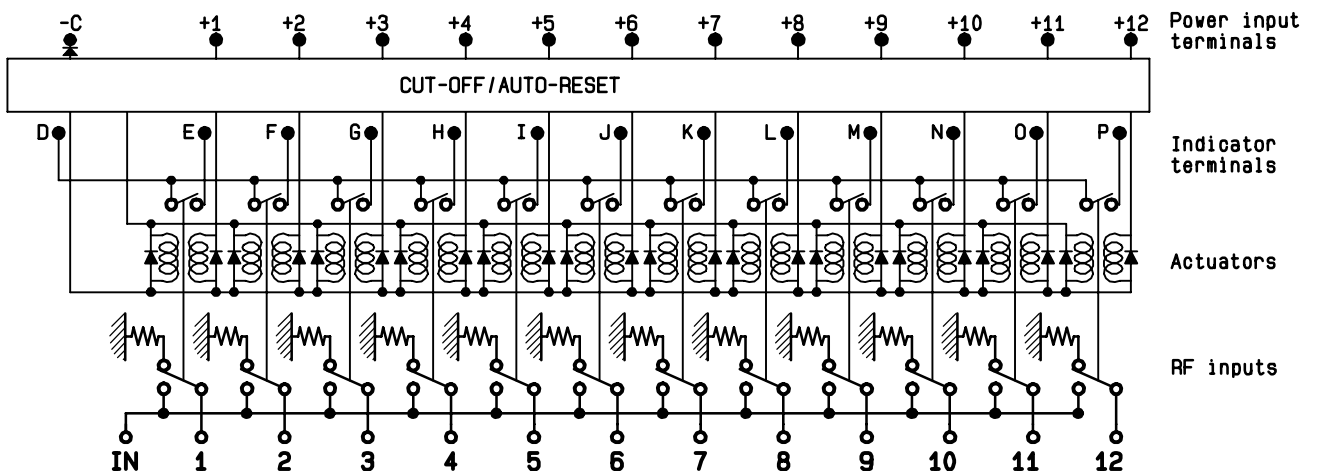 -C +1 +2 +3 +4 +5 +6 +7 +8 +9 +10 +11 +12
Power input
terminals
CUT-OFF/AUTO-RESET
D E F G H I J K L M N O P
Indicator
terminals
Actuators
RF inputs
IN 1 2 3 4 5 6 7 8 9 10 11 12